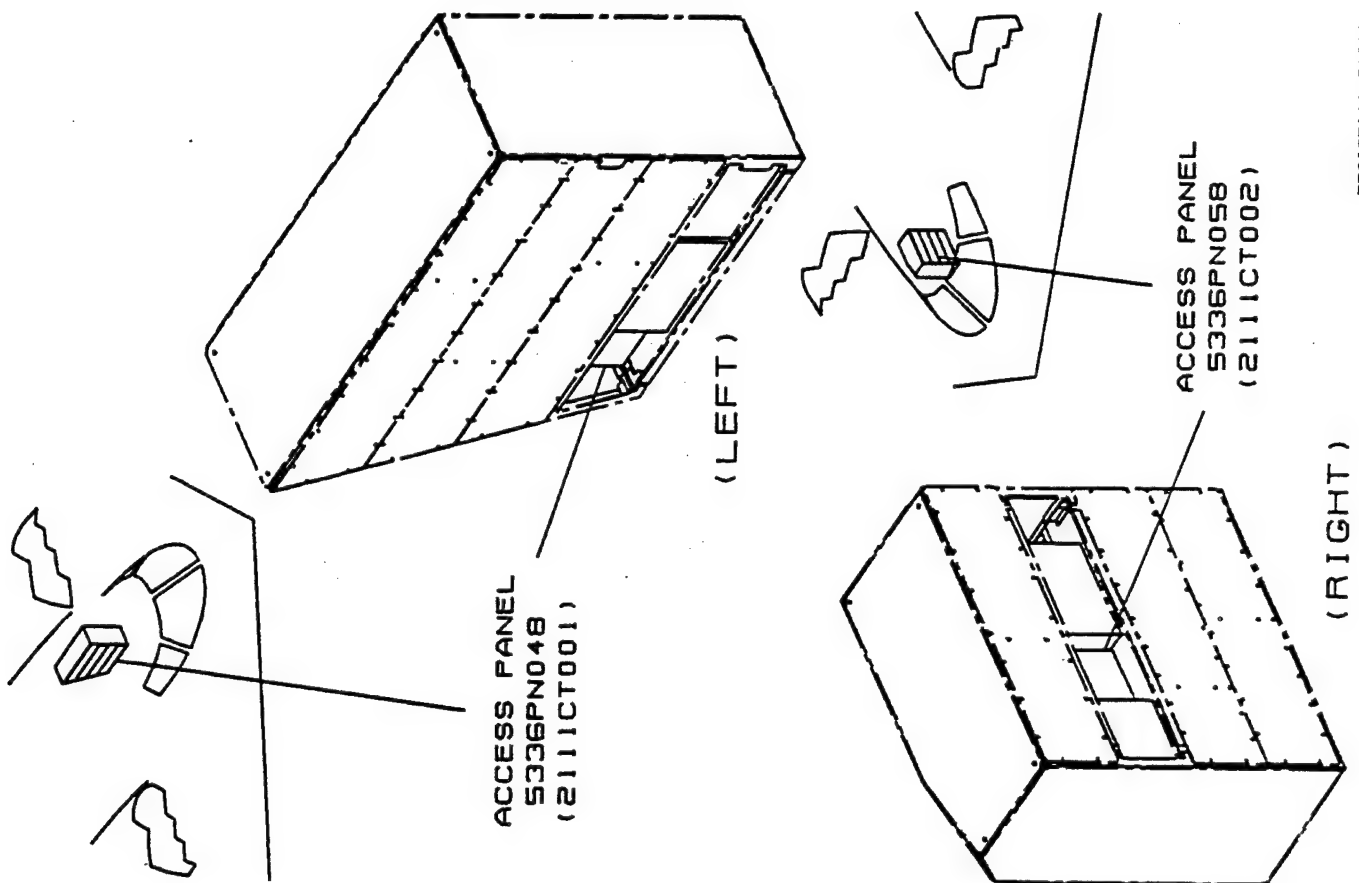 ACCESS PANEL
5336PN048
(2111CT001)
(LEFT)
ACCESS PANEL
5336PN058
(2111CT002)
(RIGHT)